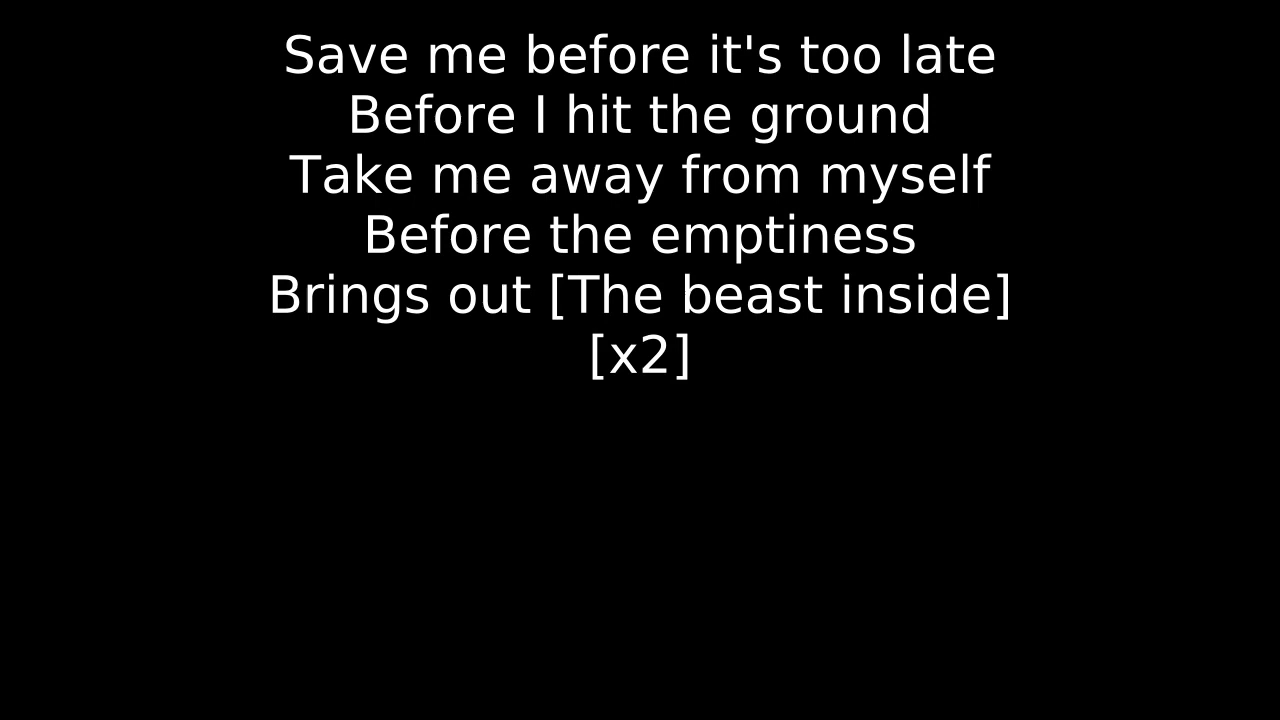 Save me before it's too late
Before I hit the ground
Take me away from myself
Before the emptiness
Brings out [The beast inside]
[x2]